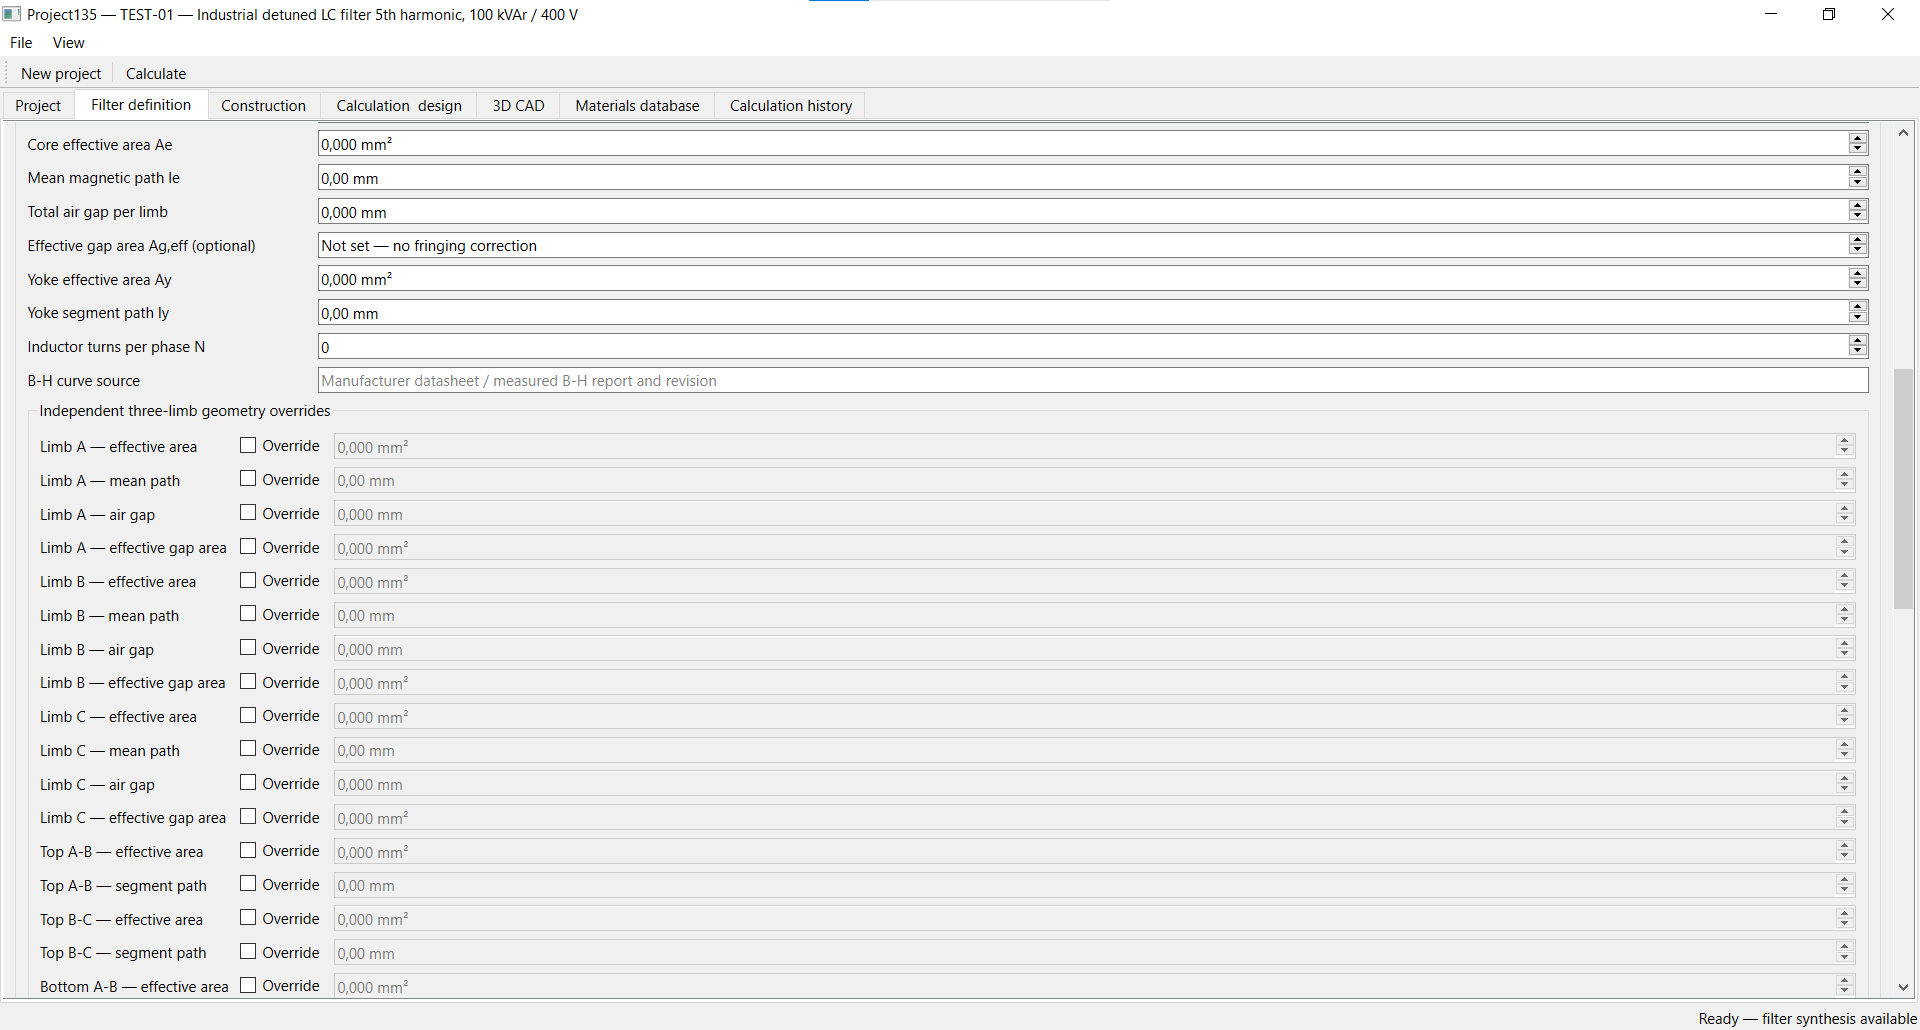 Project135 — TEST-01 — Industrial detuned LC filter 5th harmonic, 100 kVAr / 400 V
File View
New project Calculate
Project Filter definition Construction Calculation design 3D CAD Materials database Calculation history
Core effective area Ae 0,000 mm²
Mean magnetic path le 0,00 mm
Total air gap per limb 0,000 mm
Effective gap area Ag,eff (optional) Not set — no fringing correction
Yoke effective area Ay 0,000 mm²
Yoke segment path ly 0,00 mm
Inductor turns per phase N 0
B-H curve source Manufacturer datasheet / measured B-H report and revision
Independent three-limb geometry overrides
Limb A — effective area Override 0,000 mm²
Limb A — mean path Override 0,00 mm
Limb A — air gap Override 0,000 mm
Limb A — effective gap area Override 0,000 mm²
Limb B — effective area Override 0,000 mm²
Limb B — mean path Override 0,00 mm
Limb B — air gap Override 0,000 mm
Limb B — effective gap area Override 0,000 mm²
Limb C — effective area Override 0,000 mm²
Limb C — mean path Override 0,00 mm
Limb C — air gap Override 0,000 mm
Limb C — effective gap area Override 0,000 mm²
Top A-B — effective area Override 0,000 mm²
Top A-B — segment path Override 0,00 mm
Top B-C — effective area Override 0,000 mm²
Top B-C — segment path Override 0,00 mm
Bottom A-B — effective area Override 0,000 mm²
Ready — filter synthesis available